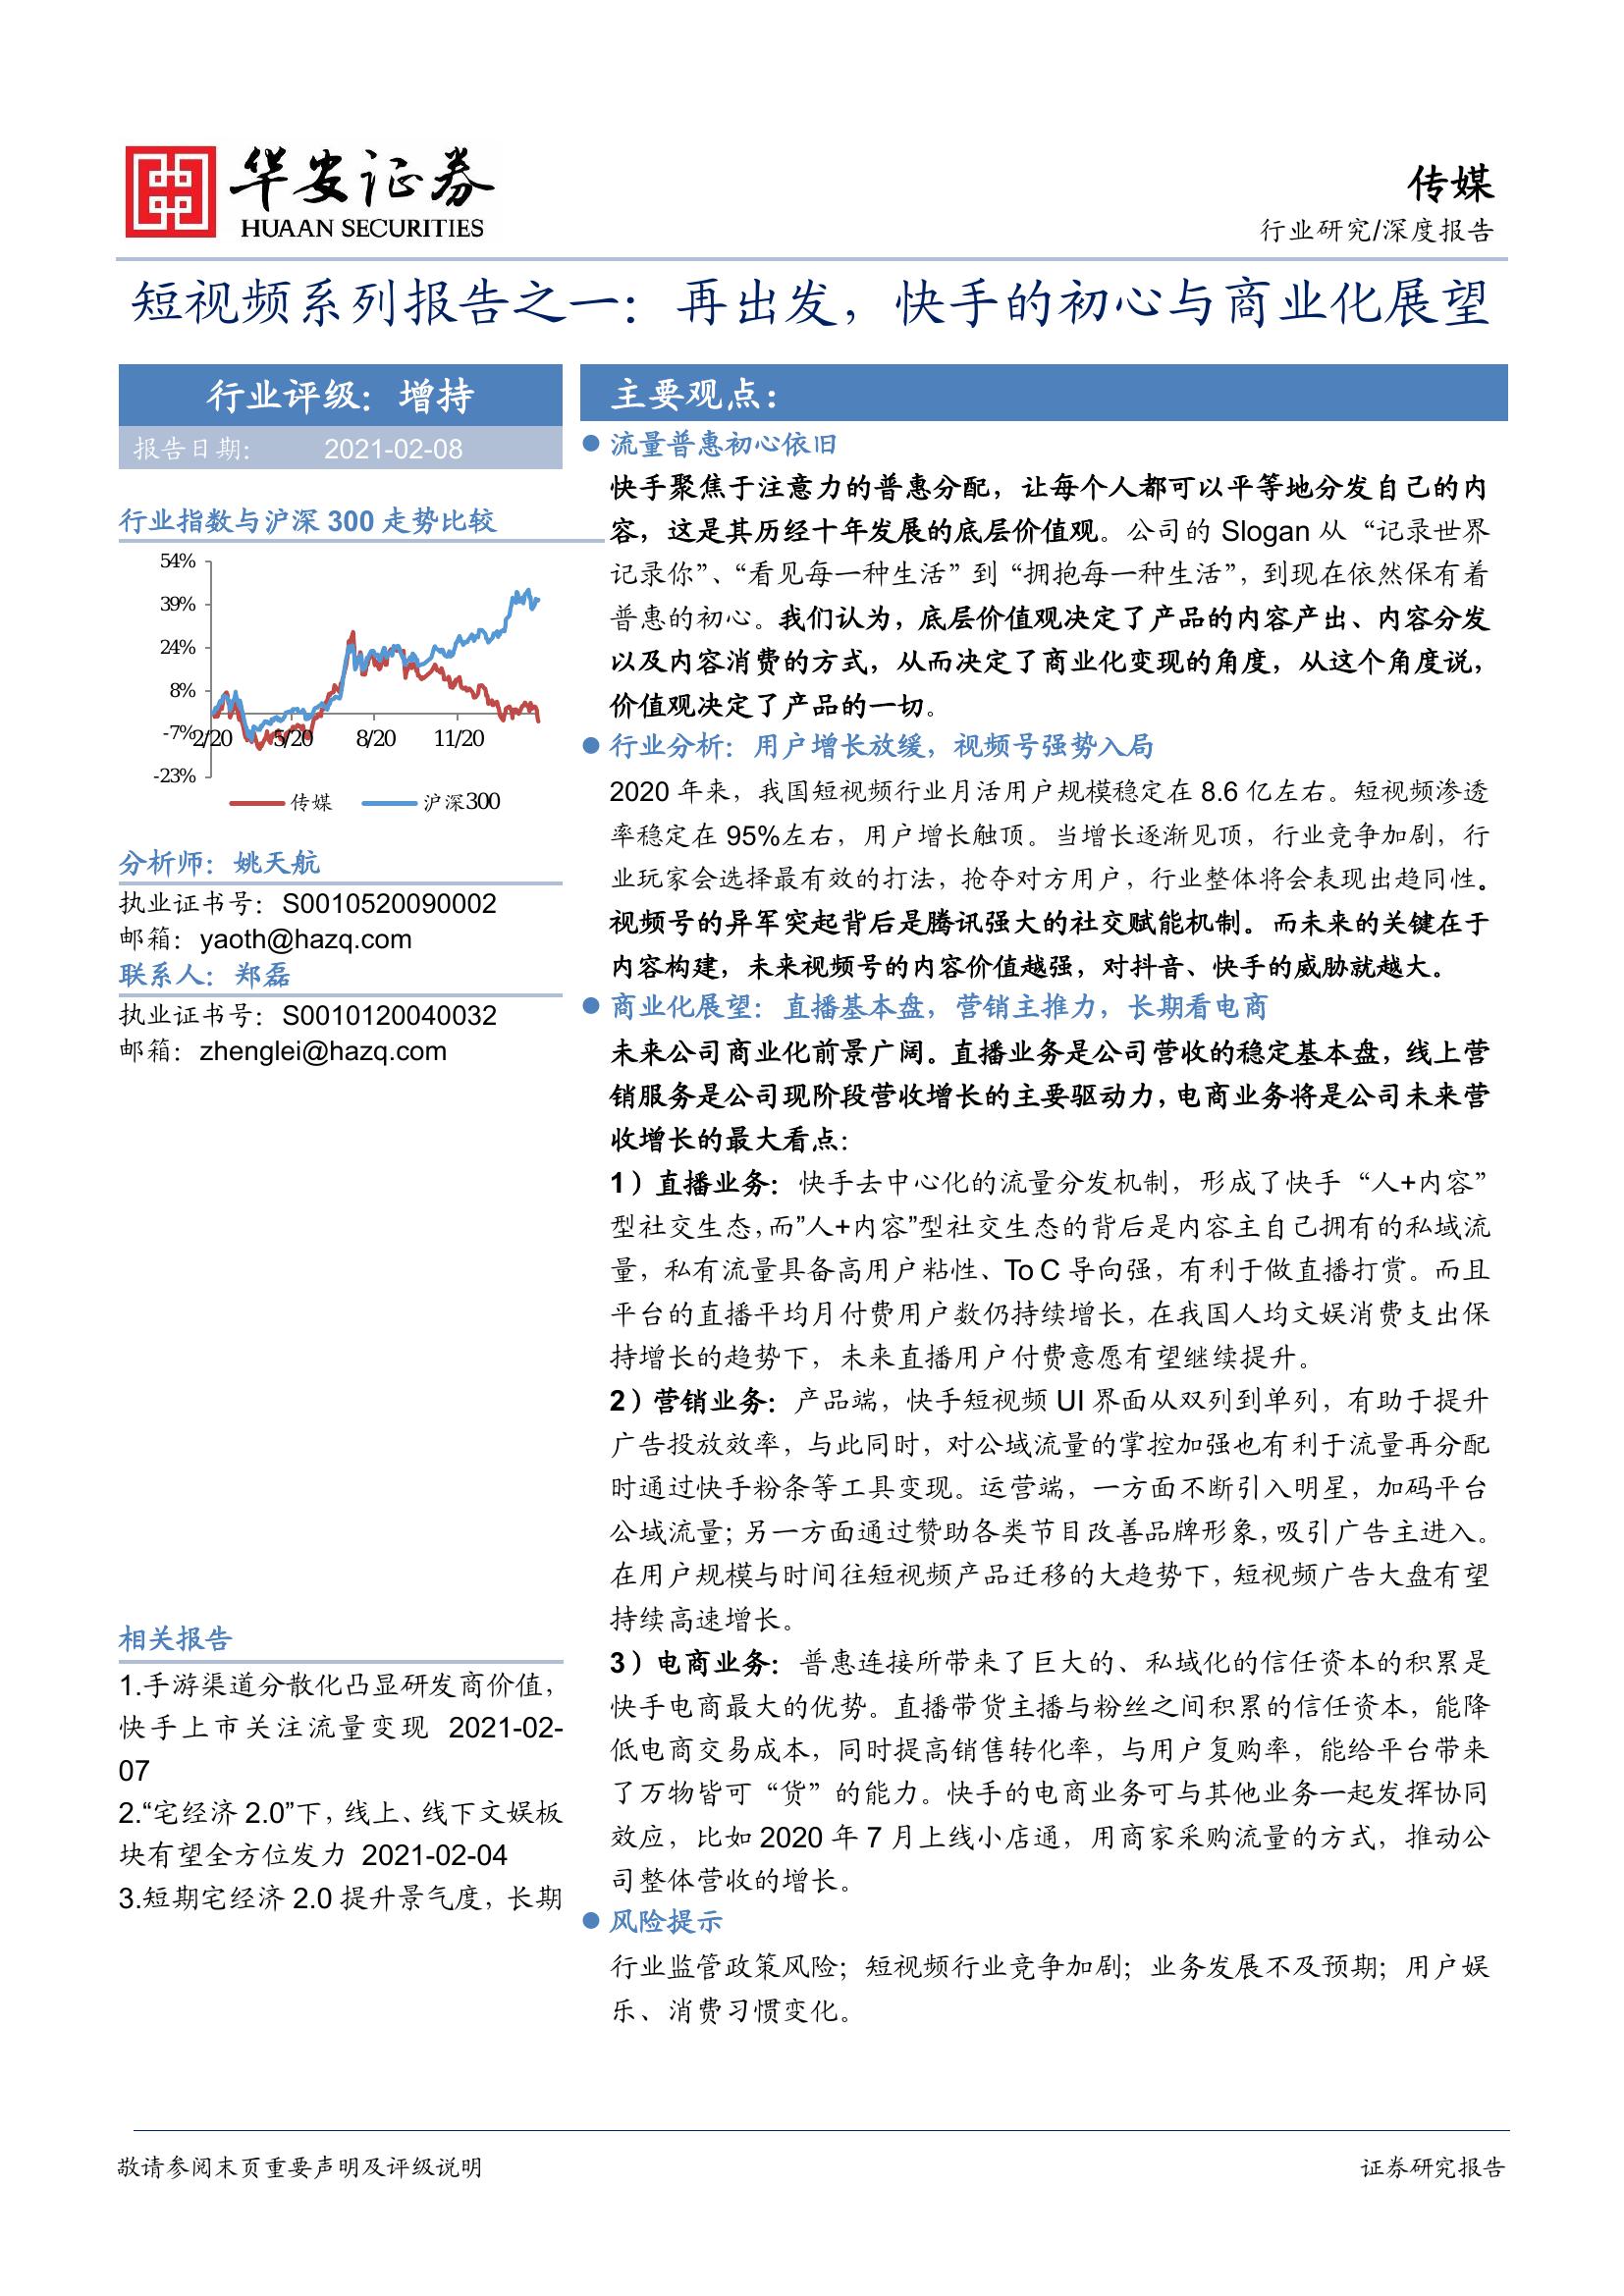 华安证券
HUAAN SECURITIES
传媒
行业研究/深度报告
短视频系列报告之一：再出发，快手的初心与商业化展望
行业评级：增持
报告日期： 2021-02-08
行业指数与沪深 300 走势比较
54%
39%
24%
8%
-7%
-23%
2/20 5/20 8/20 11/20
传媒 沪深300
分析师：姚天航
执业证书号：S0010520090002
邮箱：yaoth@hazq.com
联系人：郑磊
执业证书号：S0010120040032
邮箱：zhenglei@hazq.com
相关报告
1.手游渠道分散化凸显研发商价值，
快手上市关注流量变现 2021-02-
07
2.“宅经济 2.0”下，线上、线下文娱板
块有望全方位发力 2021-02-04
3.短期宅经济 2.0 提升景气度，长期
主要观点：
● 流量普惠初心依旧
快手聚焦于注意力的普惠分配，让每个人都可以平等地分发自己的内
容，这是其历经十年发展的底层价值观。公司的 Slogan 从“记录世界
记录你”、“看见每一种生活”到“拥抱每一种生活”，到现在依然保有着
普惠的初心。我们认为，底层价值观决定了产品的内容产出、内容分发
以及内容消费的方式，从而决定了商业化变现的角度，从这个角度说，
价值观决定了产品的一切。
● 行业分析：用户增长放缓，视频号强势入局
2020 年来，我国短视频行业月活用户规模稳定在 8.6 亿左右。短视频渗透
率稳定在 95%左右，用户增长触顶。当增长逐渐见顶，行业竞争加剧，行
业玩家会选择最有效的打法，抢夺对方用户，行业整体将会表现出趋同性。
视频号的异军突起背后是腾讯强大的社交赋能机制。而未来的关键在于
内容构建，未来视频号的内容价值越强，对抖音、快手的威胁就越大。
● 商业化展望：直播基本盘，营销主推力，长期看电商
未来公司商业化前景广阔。直播业务是公司营收的稳定基本盘，线上营
销服务是公司现阶段营收增长的主要驱动力，电商业务将是公司未来营
收增长的最大看点：
1）直播业务：快手去中心化的流量分发机制，形成了快手“人+内容”
型社交生态，而”人+内容”型社交生态的背后是内容主自己拥有的私域流
量，私有流量具备高用户粘性、To C 导向强，有利于做直播打赏。而且
平台的直播平均月付费用户数仍持续增长，在我国人均文娱消费支出保
持增长的趋势下，未来直播用户付费意愿有望继续提升。
2）营销业务：产品端，快手短视频 UI 界面从双列到单列，有助于提升
广告投放效率，与此同时，对公域流量的掌控加强也有利于流量再分配
时通过快手粉条等工具变现。运营端，一方面不断引入明星，加码平台
公域流量；另一方面通过赞助各类节目改善品牌形象，吸引广告主进入。
在用户规模与时间往短视频产品迁移的大趋势下，短视频广告大盘有望
持续高速增长。
3）电商业务：普惠连接所带来了巨大的、私域化的信任资本的积累是
快手电商最大的优势。直播带货主播与粉丝之间积累的信任资本，能降
低电商交易成本，同时提高销售转化率，与用户复购率，能给平台带来
了万物皆可“货”的能力。快手的电商业务可与其他业务一起发挥协同
效应，比如 2020 年 7 月上线小店通，用商家采购流量的方式，推动公
司整体营收的增长。
● 风险提示
行业监管政策风险；短视频行业竞争加剧；业务发展不及预期；用户娱
乐、消费习惯变化。
敬请参阅末页重要声明及评级说明
证券研究报告